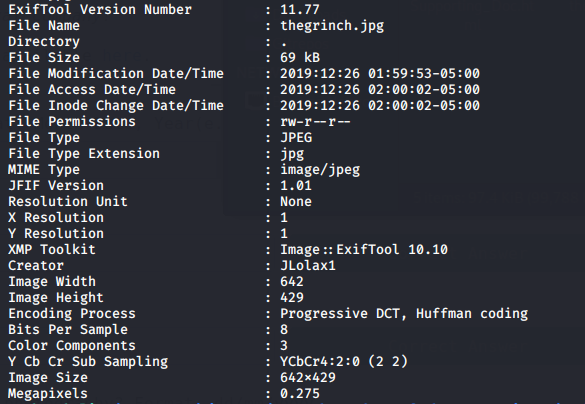 ExifTool Version Number : 11.77
File Name : thegrinch.jpg
Directory : .
File Size : 69 kB
File Modification Date/Time : 2019:12:26 01:59:53-05:00
File Access Date/Time : 2019:12:26 02:00:02-05:00
File Inode Change Date/Time : 2019:12:26 02:00:02-05:00
File Permissions : rw-r--r--
File Type : JPEG
File Type Extension : jpg
MIME Type : image/jpeg
JFIF Version : 1.01
Resolution Unit : None
X Resolution : 1
Y Resolution : 1
XMP Toolkit : Image::ExifTool 10.10
Creator : JLolax1
Image Width : 642
Image Height : 429
Encoding Process : Progressive DCT, Huffman coding
Bits Per Sample : 8
Color Components : 3
Y Cb Cr Sub Sampling : YCbCr4:2:0 (2 2)
Image Size : 642×429
Megapixels : 0.275